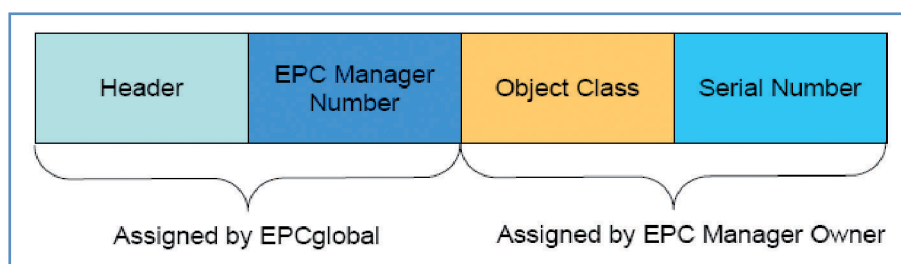 Header
EPC Manager
Number
Object Class
Serial Number
Assigned by EPCglobal
Assigned by EPC Manager Owner